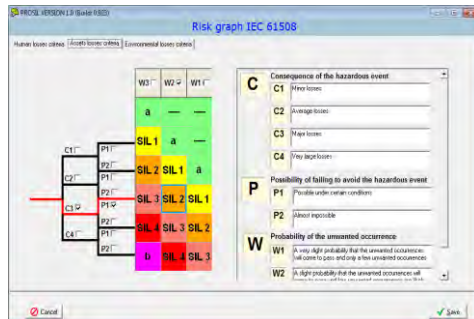 PROSIL VERSION 1.0 (Build 0.923)
Risk graph IEC 61508
Human losses criteria Assets losses criteria Environmental losses criteria
W3 W2 W1
a — —
SIL 1 a —
SIL 2 SIL 1 a
SIL 3 SIL 2 SIL 1
SIL 4 SIL 3 SIL 2
b SIL 4 SIL 3
C1 P1
P2
C2 P1
P2
C3 P1
P2
C4 P1
P2
C Consequence of the hazardous event
C1 Minor losses
C2 Average losses
C3 Major losses
C4 Very large losses
P Possibility of failing to avoid the hazardous event
P1 Possible under certain conditions
P2 Almost impossible
W Probability of the unwanted occurrence
W1 A very slight probability that the unwanted occurrences
will come to pass and only a few unwanted occurrences
W2 A slight probability that the unwanted occurrences will
Cancel
Save